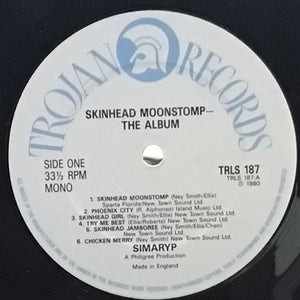 TROJAN RECORDS
SKINHEAD MOONSTOMP—
THE ALBUM
SIDE ONE
33⅓ RPM
MONO
TRLS 187
TRLS 187-A
℗ 1980
1. SKINHEAD MOONSTOMP (Ney Smith/Ellis)
Sparta Florida/New Town Sound Ltd.
2. PHOENIX CITY (R. Alphonso) Island Music Ltd.
3. SKINHEAD GIRL (Ney Smith/Ellis) New Town Sound Ltd.
4. TRY ME BEST (Ellis/Roberts) New Town Sound Ltd.
5. SKINHEAD JAMBOREE (Ney Smith/Ellis/Chen)
New Town Sound Ltd.
6. CHICKEN MERRY (Ney Smith) New Town Sound Ltd.
SIMARYP
A Philigree Production
Made in England